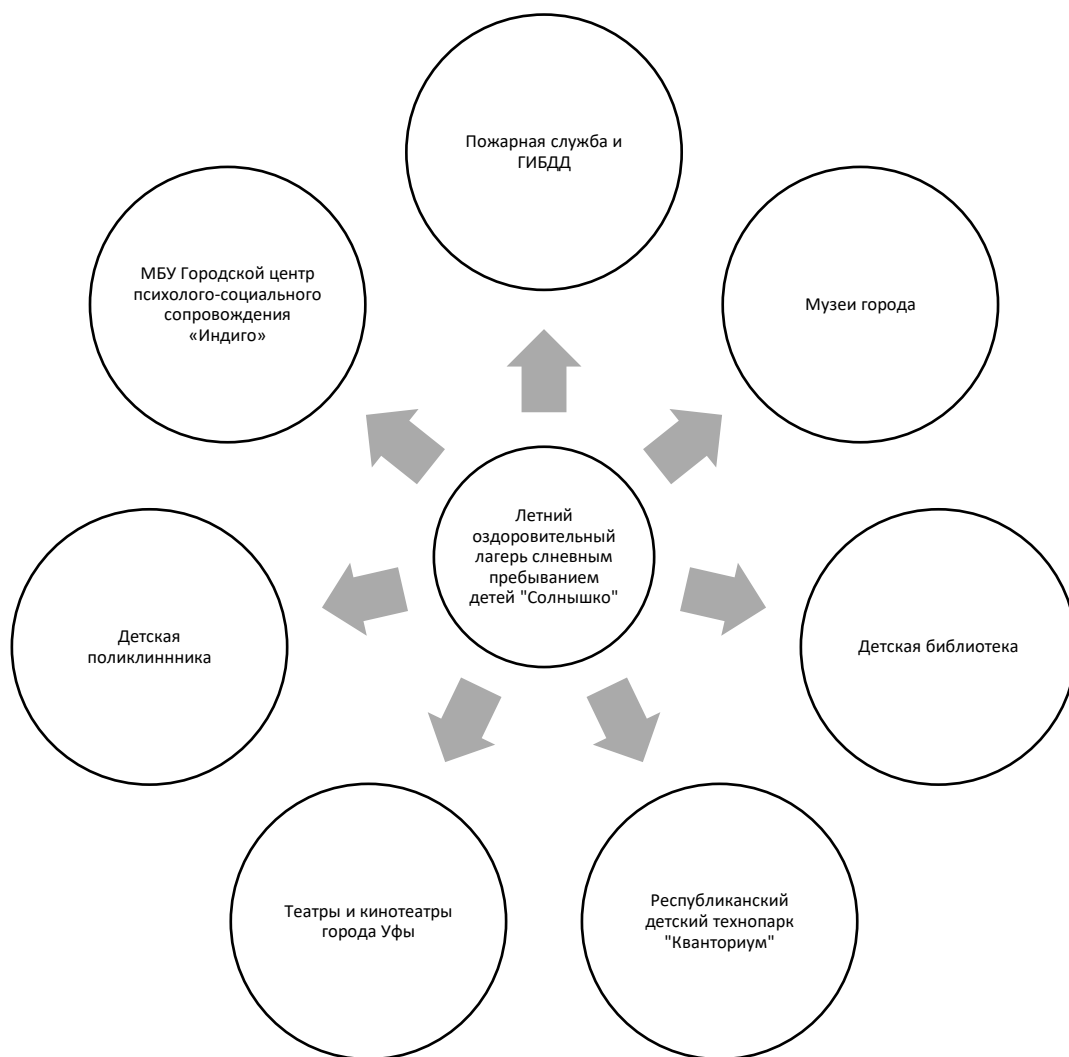 Пожарная служба и
ГИБДД
МБУ Городской центр
психолого-социального
сопровождения
«Индиго»
Музеи города
Летний
оздоровительный
лагерь слневным
пребыванием
детей "Солнышко"
Детская
поликлиннника
Детская библиотека
Театры и кинотеатры
города Уфы
Республиканский
детский технопарк
"Кванториум"